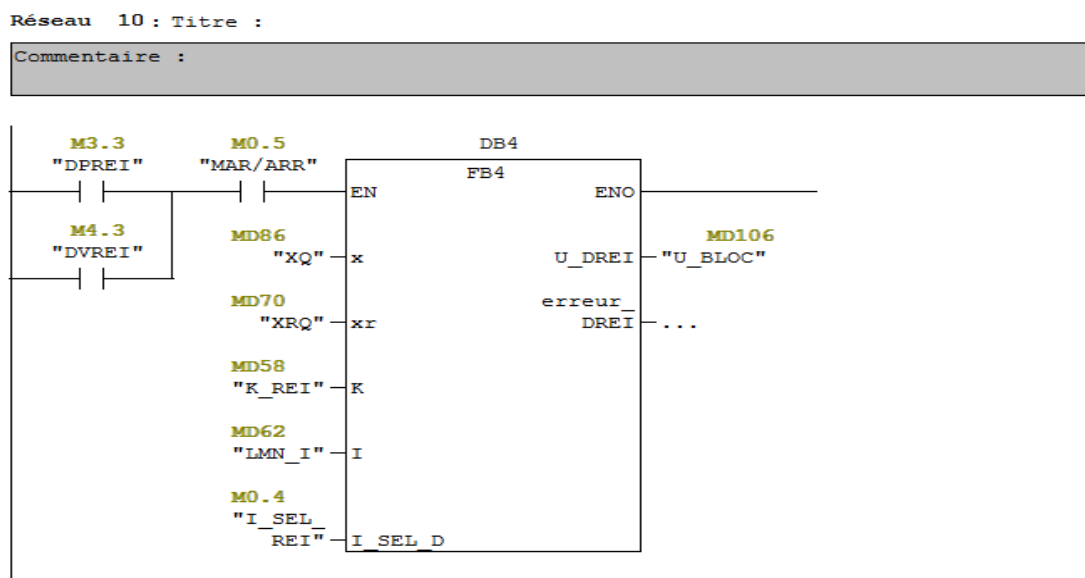 Réseau 10 : Titre :
Commentaire :
M3.3 M0.5 DB4
"DPREI" "MAR/ARR" FB4
EN ENO
M4.3
"DVREI"
MD86 MD106
"XQ" x U_DREI "U_BLOC"
MD70 erreur_
"XRQ" xr DREI ...
MD58
"K_REI" K
MD62
"LMN_I" I
M0.4
"I_SEL_
REI" I_SEL_D